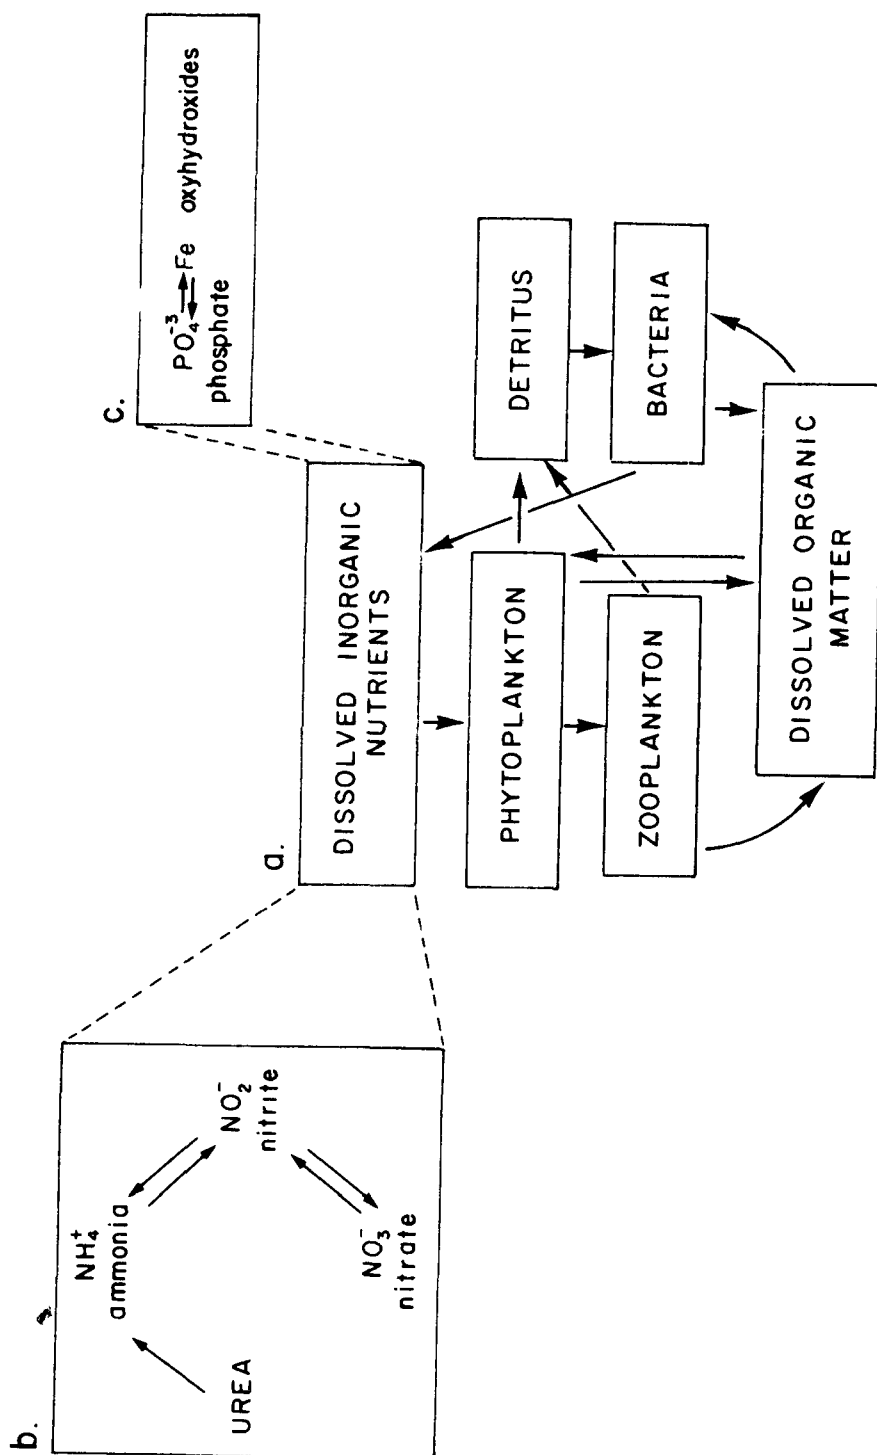 b.
NH₄⁺
ammonia
UREA
NO₂⁻
nitrite
NO₃⁻
nitrate
a.
DISSOLVED INORGANIC
NUTRIENTS
PHYTOPLANKTON
ZOOPLANKTON
DETRITUS
BACTERIA
DISSOLVED ORGANIC
MATTER
c.
PO₄⁻³ ⇄ Fe oxyhydroxides
phosphate